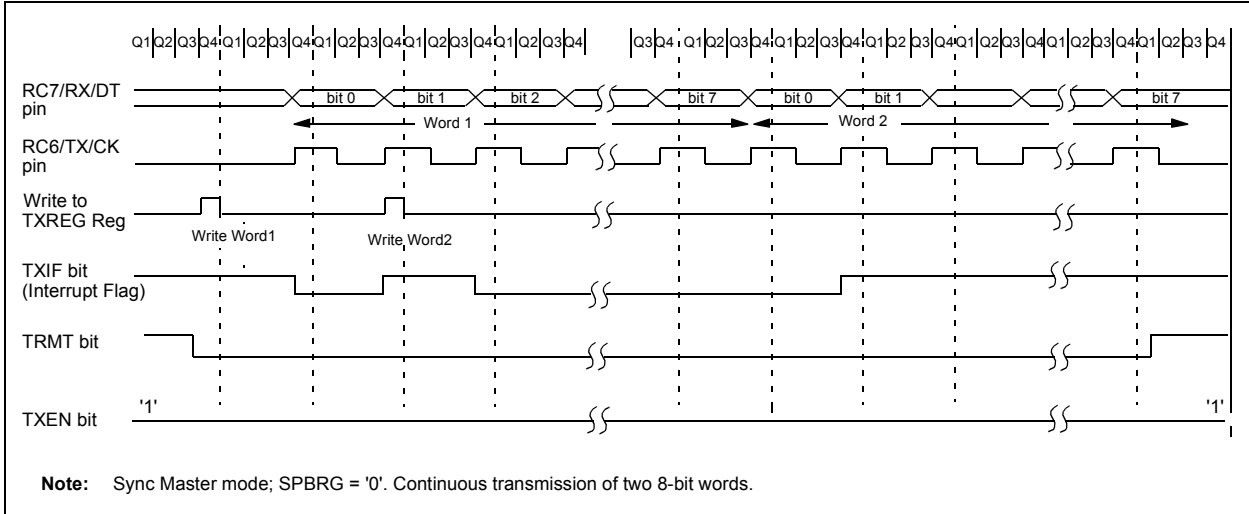 Q1 Q2 Q3 Q4 Q1 Q2 Q3 Q4 Q1 Q2 Q3 Q4 Q1 Q2 Q3 Q4 Q1 Q2 Q3 Q4 Q3 Q4 Q1 Q2 Q3 Q4 Q1 Q2 Q3 Q4 Q1 Q2 Q3 Q4 Q1 Q2 Q3 Q4 Q1 Q2 Q3 Q4 Q1 Q2 Q3 Q4
RC7/RX/DT
pin
bit 0 bit 1 bit 2 bit 7 bit 0 bit 1 bit 7
Word 1 Word 2
RC6/TX/CK
pin
Write to
TXREG Reg
Write Word1 Write Word2
TXIF bit
(Interrupt Flag)
TRMT bit
'1' '1'
TXEN bit
Note: Sync Master mode; SPBRG = '0'. Continuous transmission of two 8-bit words.